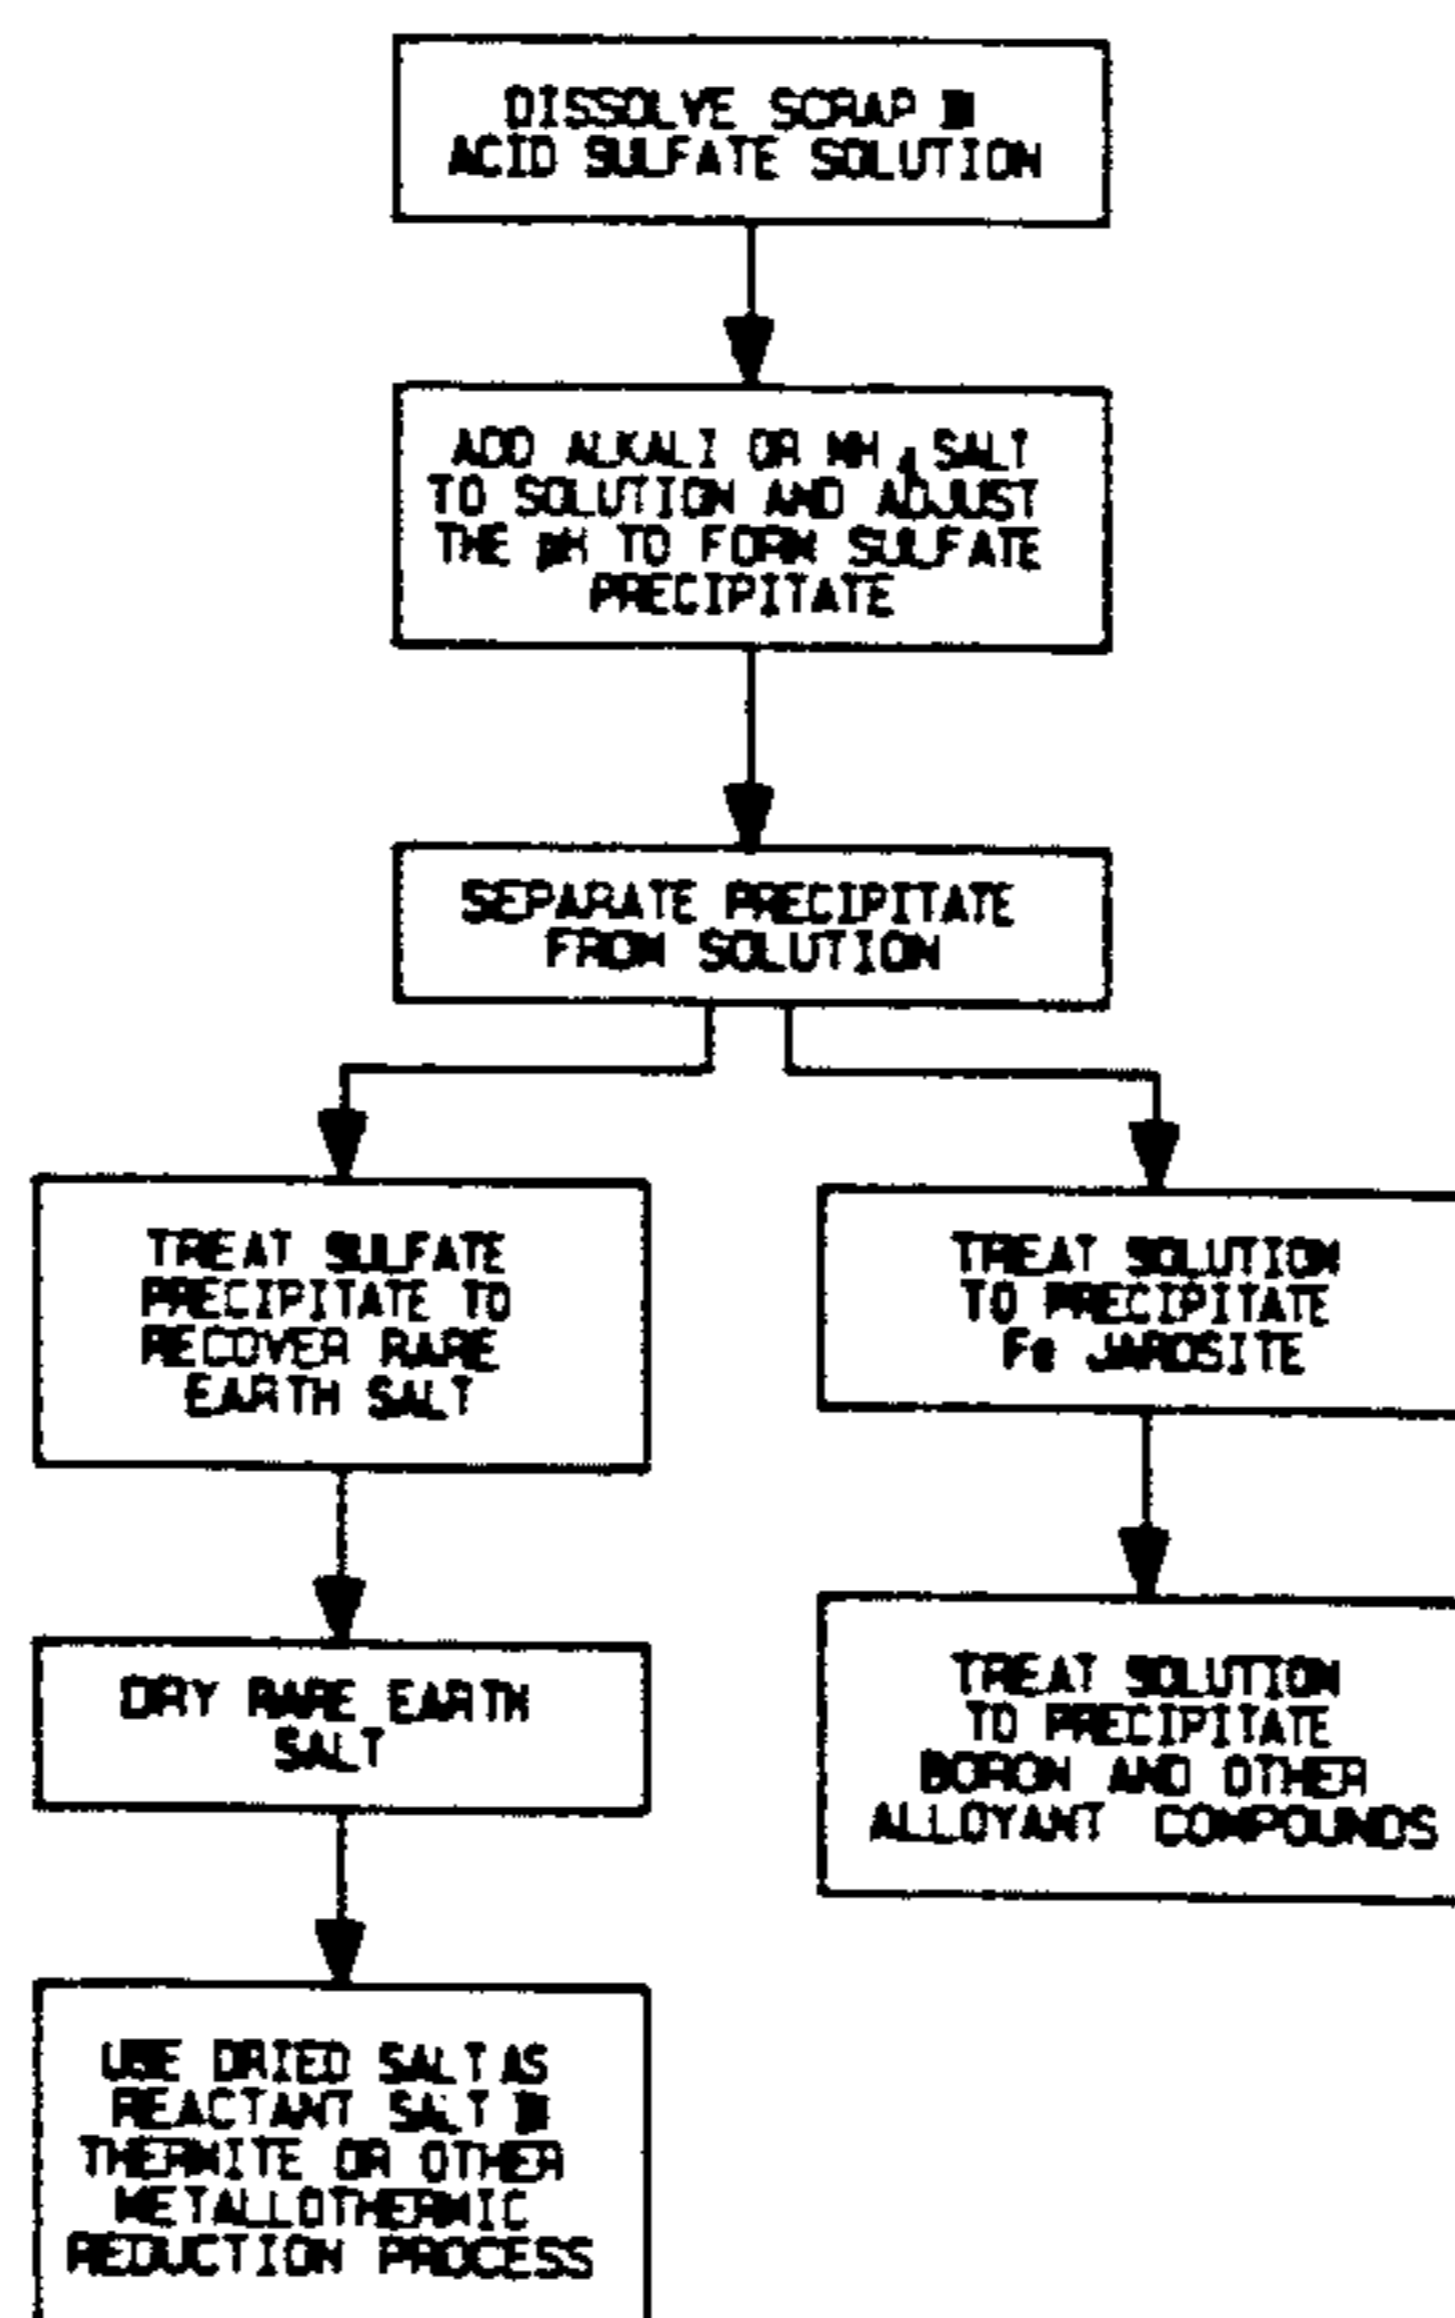 DISSOLVE SCRAP IN
ACID SULFATE SOLUTION
ADD ALKALI OR NH4 SALT
TO SOLUTION AND ADJUST
THE pH TO FORM SULFATE
PRECIPITATE
SEPARATE PRECIPITATE
FROM SOLUTION
TREAT SULFATE
PRECIPITATE TO
RECOVER RARE
EARTH SALT
TREAT SOLUTION
TO PRECIPITATE
Fe JAROSITE
DRY RARE EARTH
SALT
TREAT SOLUTION
TO PRECIPITATE
BORON AND OTHER
ALLOYANT COMPOUNDS
USE DRIED SALT AS
REACTANT SALT IN
THERMITE OR OTHER
METALLOTHERMIC
REDUCTION PROCESS